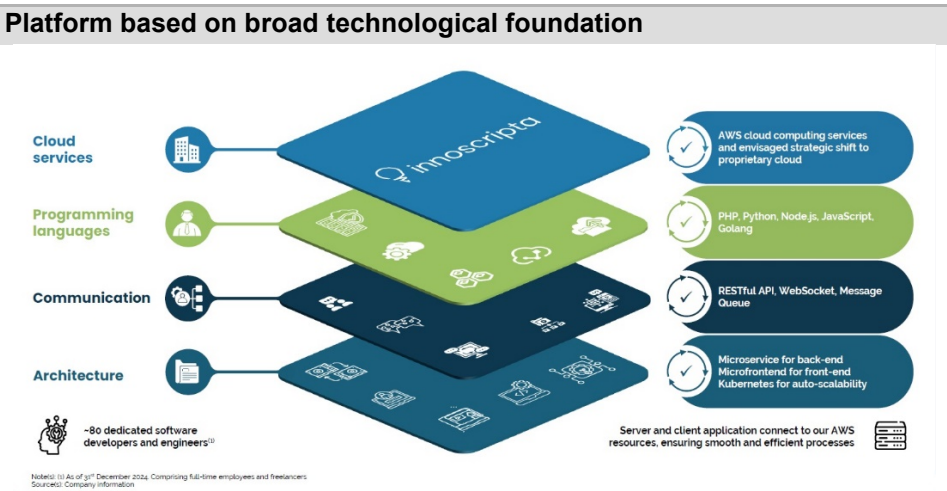 Platform based on broad technological foundation
Cloud
services
innoscripta
AWS cloud computing services
and envisaged strategic shift to
proprietary cloud
Programming
languages
PHP, Python, Node.js, JavaScript,
Golang
Communication
RESTful API, WebSocket, Message
Queue
Architecture
Microservice for back-end
Microfrontend for front-end
Kubernetes for auto-scalability
~80 dedicated software
developers and engineers(1)
Server and client application connect to our AWS
resources, ensuring smooth and efficient processes
Note(s): (1) As of 31st December 2024. Comprising full-time employees and freelancers
Source(s): Company information